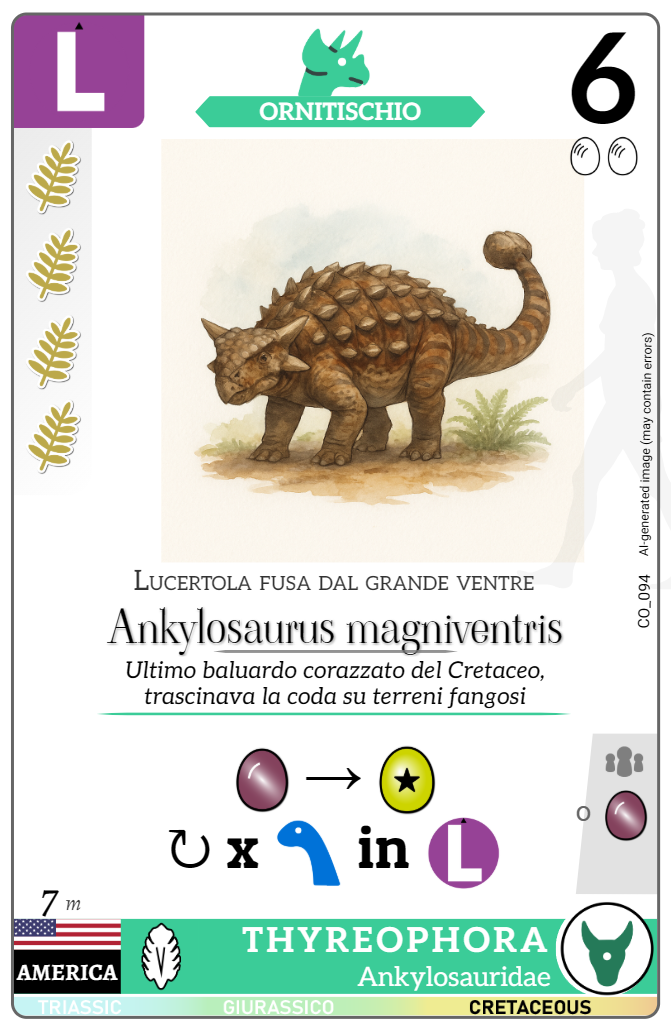 L
6
ORNITISCHIO
AI-generated image (may contain errors)
CO_094
Lucertola fusa dal grande ventre
Ankylosaurus magniventris
Ultimo baluardo corazzato del Cretaceo,
trascinava la coda su terreni fangosi
→
o
↻ x in L
7 m
AMERICA
THYREOPHORA
Ankylosauridae
TRIASSIC GIURASSICO CRETACEOUS